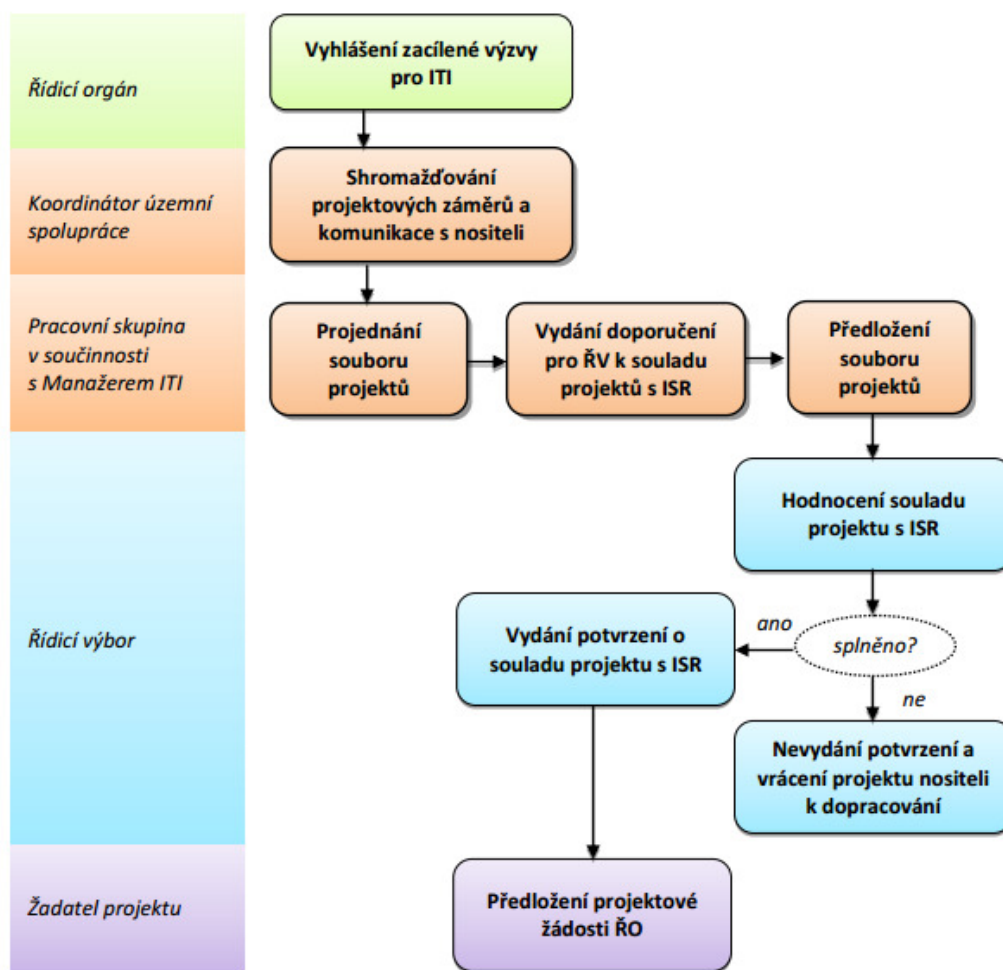 Řídicí orgán
Vyhlášení zacílené výzvy
pro ITI
Koordinátor územní
spolupráce
Shromažďování
projektových záměrů a
komunikace s nositeli
Pracovní skupina
v součinnosti
s Manažerem ITI
Projednání
souboru
projektů
Vydání doporučení
pro ŘV k souladu
projektů s ISR
Předložení
souboru
projektů
Řídicí výbor
Hodnocení souladu
projektu s ISR
splněno?
ano
Vydání potvrzení o
souladu projektu s ISR
ne
Nevydání potvrzení a
vrácení projektu nositeli
k dopracování
Žadatel projektu
Předložení projektové
žádosti ŘO